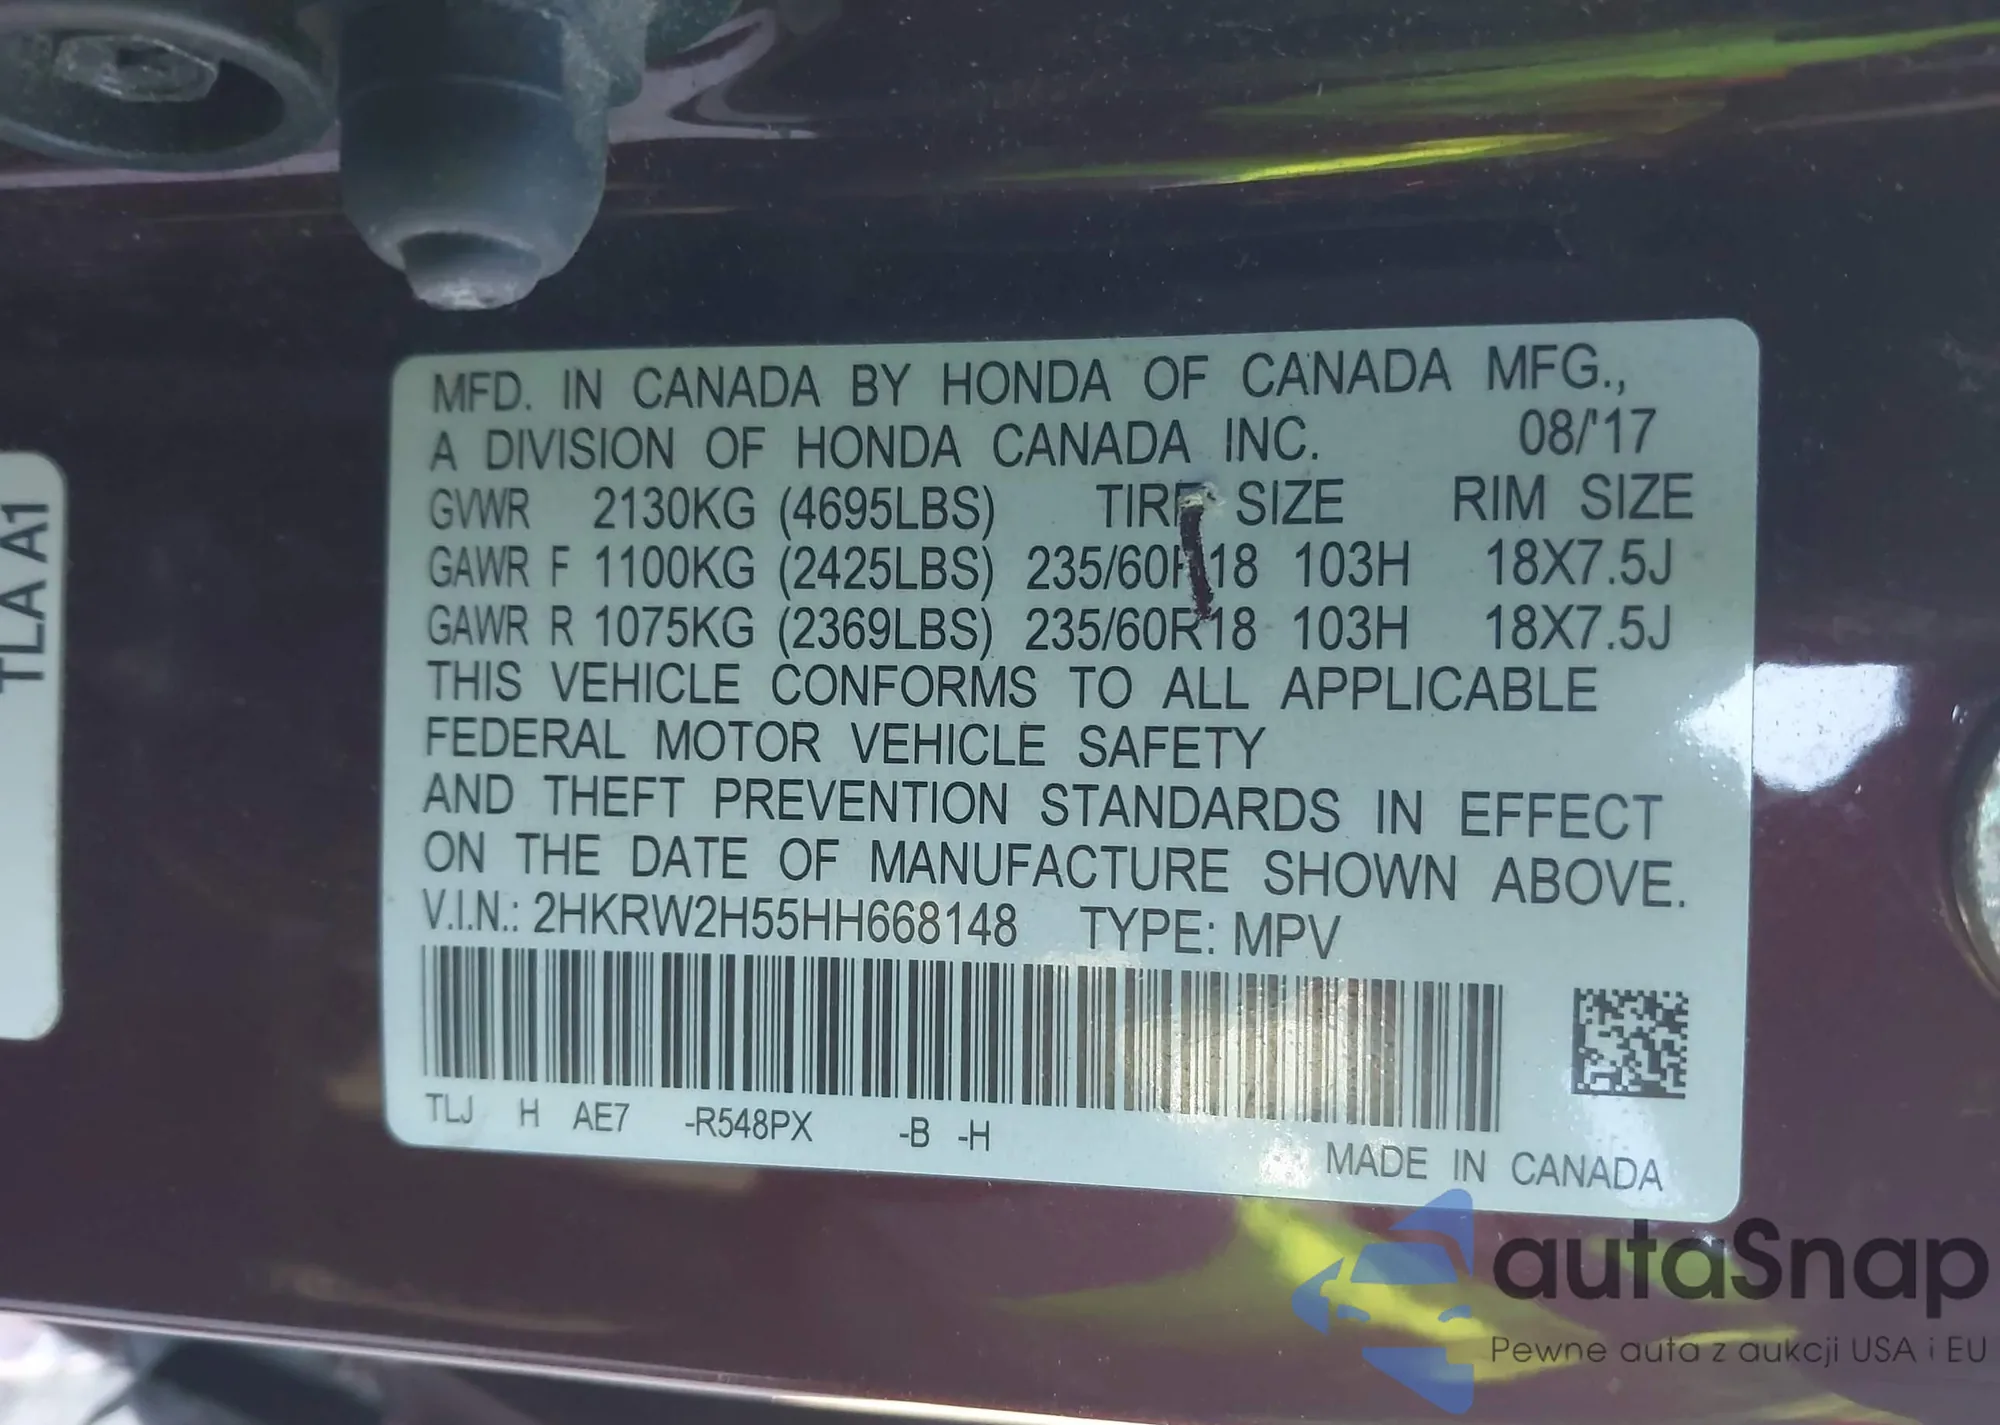 MFD. IN CANADA BY HONDA OF CANADA MFG.,
A DIVISION OF HONDA CANADA INC. 08/'17
GVWR 2130KG (4695LBS) TIRE SIZE RIM SIZE
GAWR F 1100KG (2425LBS) 235/60R18 103H 18X7.5J
GAWR R 1075KG (2369LBS) 235/60R18 103H 18X7.5J
THIS VEHICLE CONFORMS TO ALL APPLICABLE
FEDERAL MOTOR VEHICLE SAFETY
AND THEFT PREVENTION STANDARDS IN EFFECT
ON THE DATE OF MANUFACTURE SHOWN ABOVE.
V.I.N.: 2HKRW2H55HH668148 TYPE: MPV
TLJ H AE7 -R548PX -B -H
MADE IN CANADA
TLA A1
autaSnap
Pewne auta z aukcji USA i EU